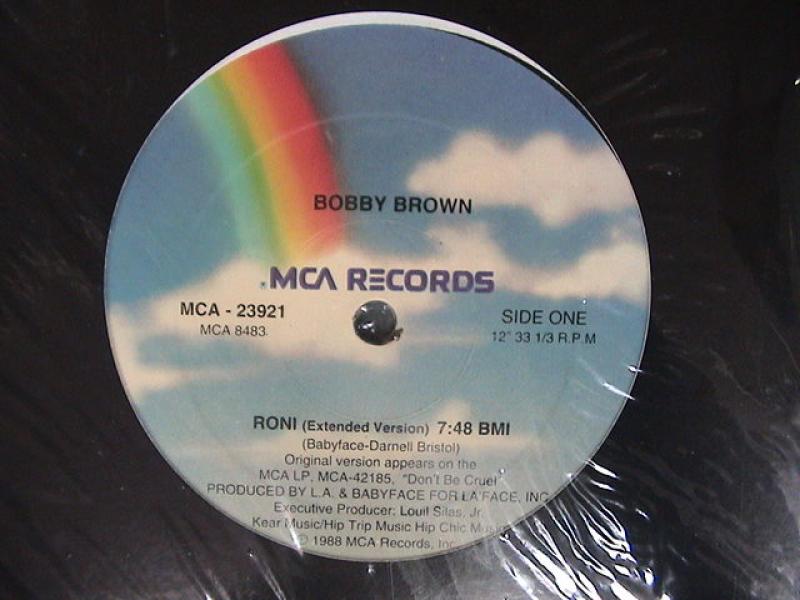 BOBBY BROWN
MCA RECORDS
MCA - 23921
MCA 8483
SIDE ONE
12" 33 1/3 R.P.M
RONI (Extended Version) 7:48 BMI
(Babyface-Darnell Bristol)
Original version appears on the
MCA LP, MCA-42185, "Don't Be Cruel"
PRODUCED BY L.A. & BABYFACE FOR LA'FACE, INC
Executive Producer: Louil Silas, Jr.
Kear Music/Hip Trip Music Hip Chic Music
© 1988 MCA Records, Inc.